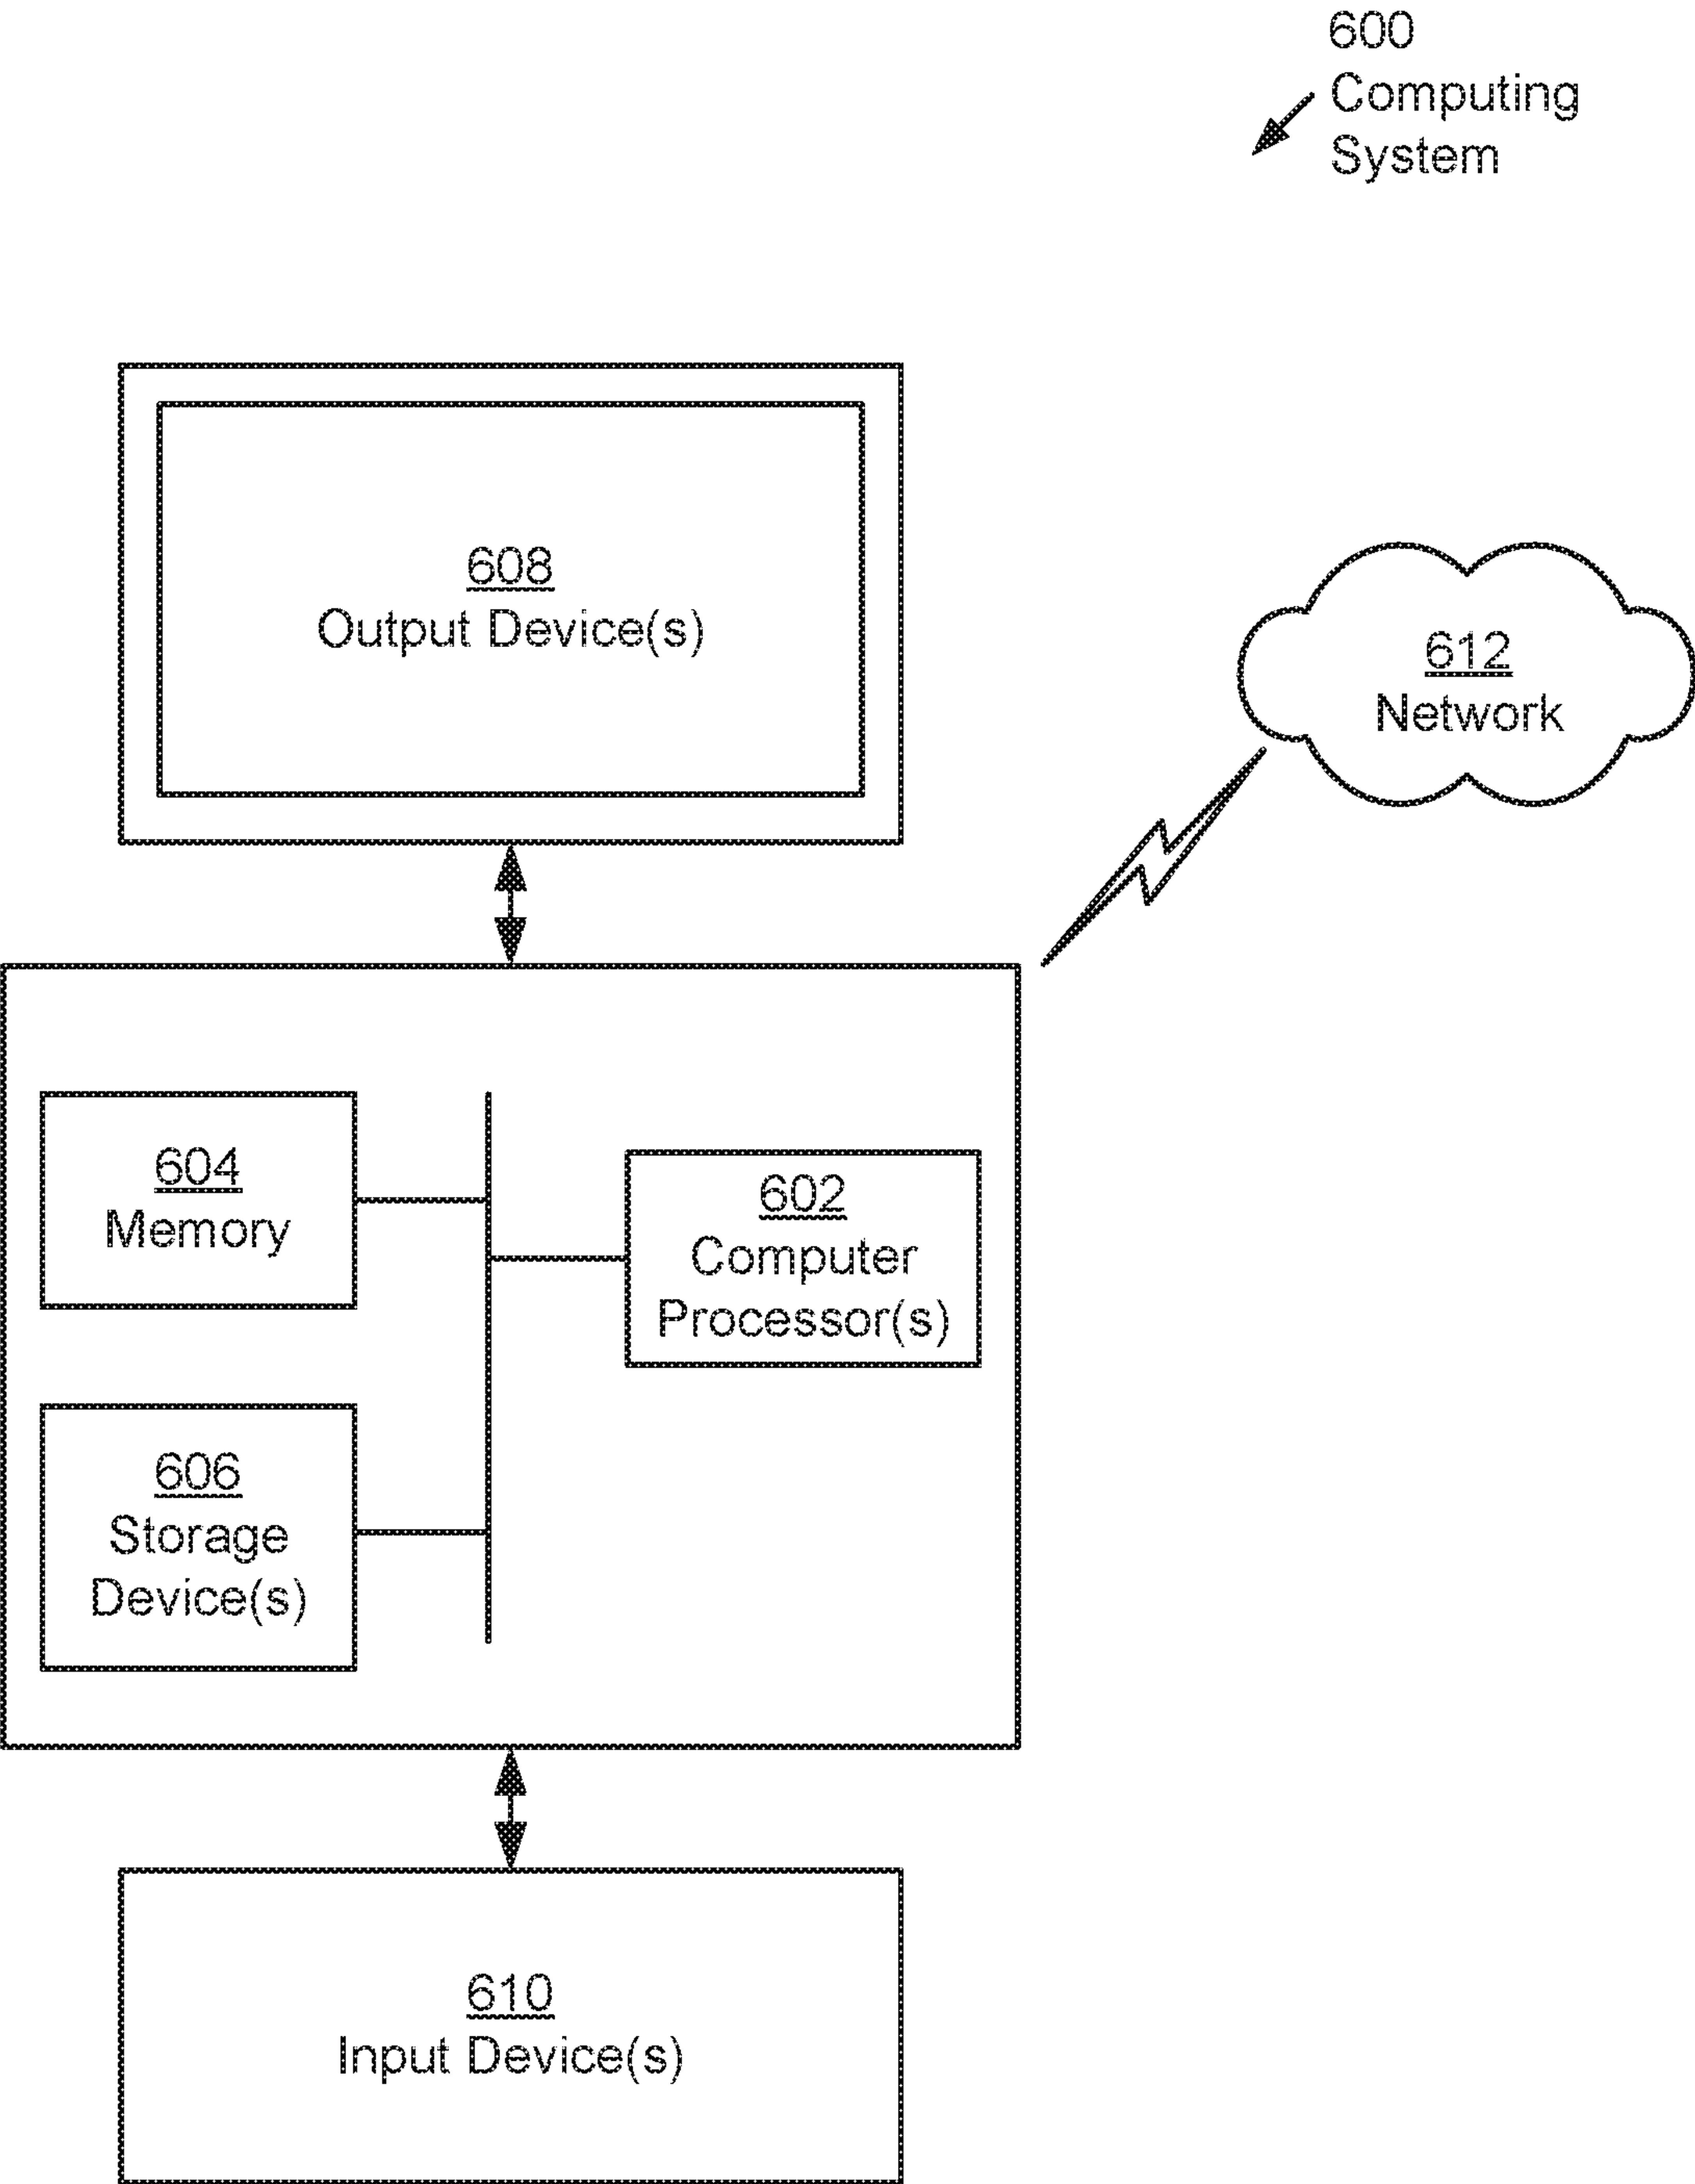 600
Computing
System
608
Output Device(s)
612
Network
604
Memory
602
Computer
Processor(s)
606
Storage
Device(s)
610
Input Device(s)